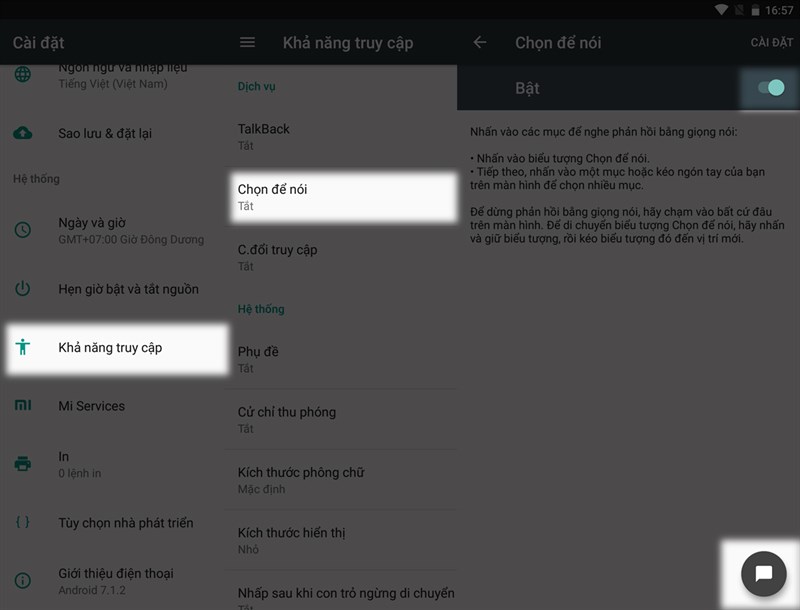 16:57
Cài đặt
Ngôn ngữ và nhập liệu
Tiếng Việt (Việt Nam)
Sao lưu & đặt lại
Hệ thống
Ngày và giờ
GMT+07:00 Giờ Đông Dương
Hẹn giờ bật và tắt nguồn
Khả năng truy cập
Mi Services
In
0 lệnh in
Tùy chọn nhà phát triển
Giới thiệu điện thoại
Android 7.1.2
Khả năng truy cập
Dịch vụ
TalkBack
Tắt
Chọn để nói
Tắt
C.đổi truy cập
Tắt
Hệ thống
Phụ đề
Tắt
Cử chỉ thu phóng
Tắt
Kích thước phông chữ
Mặc định
Kích thước hiển thị
Nhỏ
Nhấp sau khi con trỏ ngừng di chuyển
Tắt
Chọn để nói
CÀI ĐẶT
Bật
Nhấn vào các mục để nghe phản hồi bằng giọng nói:
• Nhấn vào biểu tượng Chọn để nói.
• Tiếp theo, nhấn vào một mục hoặc kéo ngón tay của bạn
trên màn hình để chọn nhiều mục.
Để dừng phản hồi bằng giọng nói, hãy chạm vào bất cứ đâu
trên màn hình. Để di chuyển biểu tượng Chọn để nói, hãy nhấn
và giữ biểu tượng, rồi kéo biểu tượng đó đến vị trí mới.